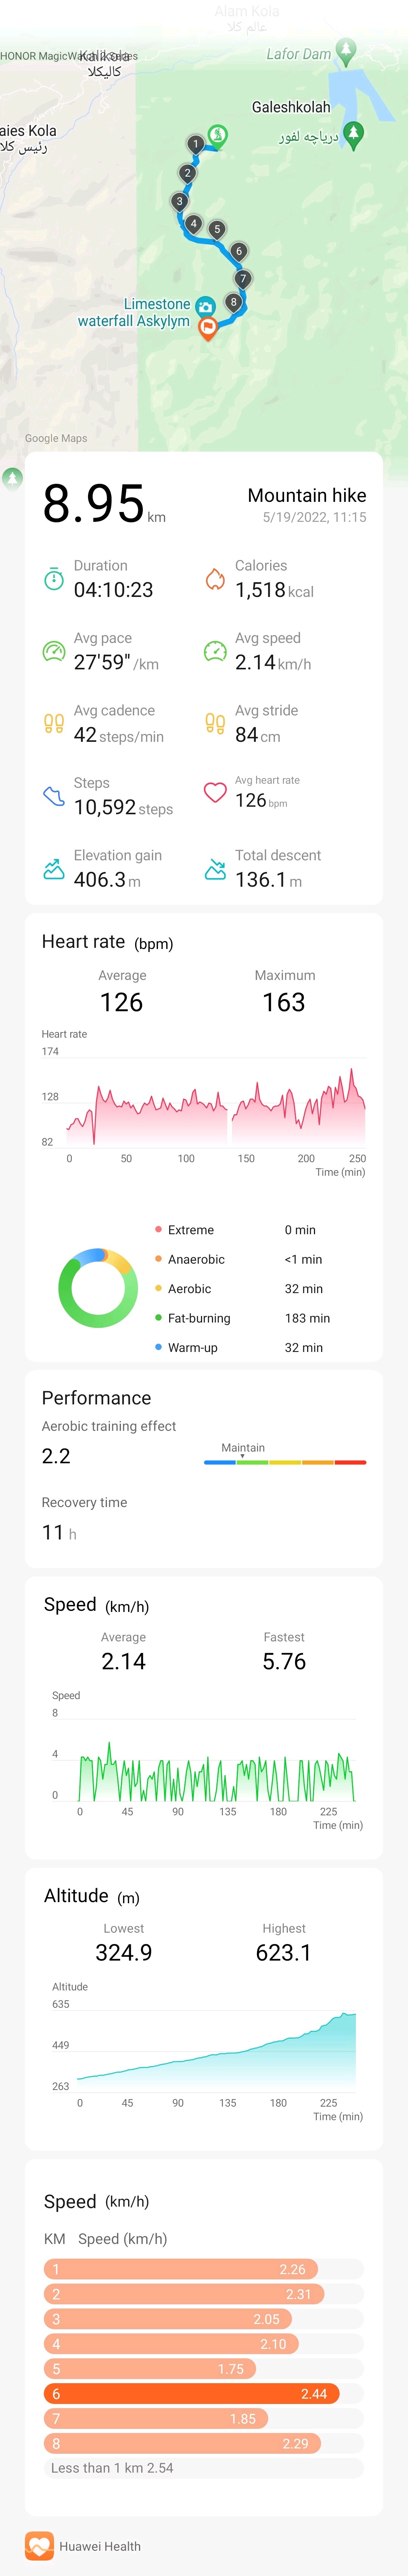 Alam Kola
عالم کلا
HONOR MagicWatch 2 Series
Kalikola
کالیکلا
Lafor Dam
Galeshkolah
aies Kola
رئیس کلا
دریاچه لفور
1
2
3
4
5
6
7
8
Limestone
waterfall Askylym
Google Maps
8.95 km
Mountain hike
5/19/2022, 11:15
Duration
04:10:23
Calories
1,518 kcal
Avg pace
27'59" /km
Avg speed
2.14 km/h
Avg cadence
42 steps/min
Avg stride
84 cm
Steps
10,592 steps
Avg heart rate
126 bpm
Elevation gain
406.3 m
Total descent
136.1 m
Heart rate (bpm)
Average
126
Maximum
163
Heart rate
174
128
82
0 50 100 150 200 250
Time (min)
Extreme 0 min
Anaerobic <1 min
Aerobic 32 min
Fat-burning 183 min
Warm-up 32 min
Performance
Aerobic training effect
2.2
Maintain
Recovery time
11 h
Speed (km/h)
Average
2.14
Fastest
5.76
Speed
8
4
0
0 45 90 135 180 225
Time (min)
Altitude (m)
Lowest
324.9
Highest
623.1
Altitude
635
449
263
0 45 90 135 180 225
Time (min)
Speed (km/h)
KM Speed (km/h)
1 2.26
2 2.31
3 2.05
4 2.10
5 1.75
6 2.44
7 1.85
8 2.29
Less than 1 km 2.54
Huawei Health